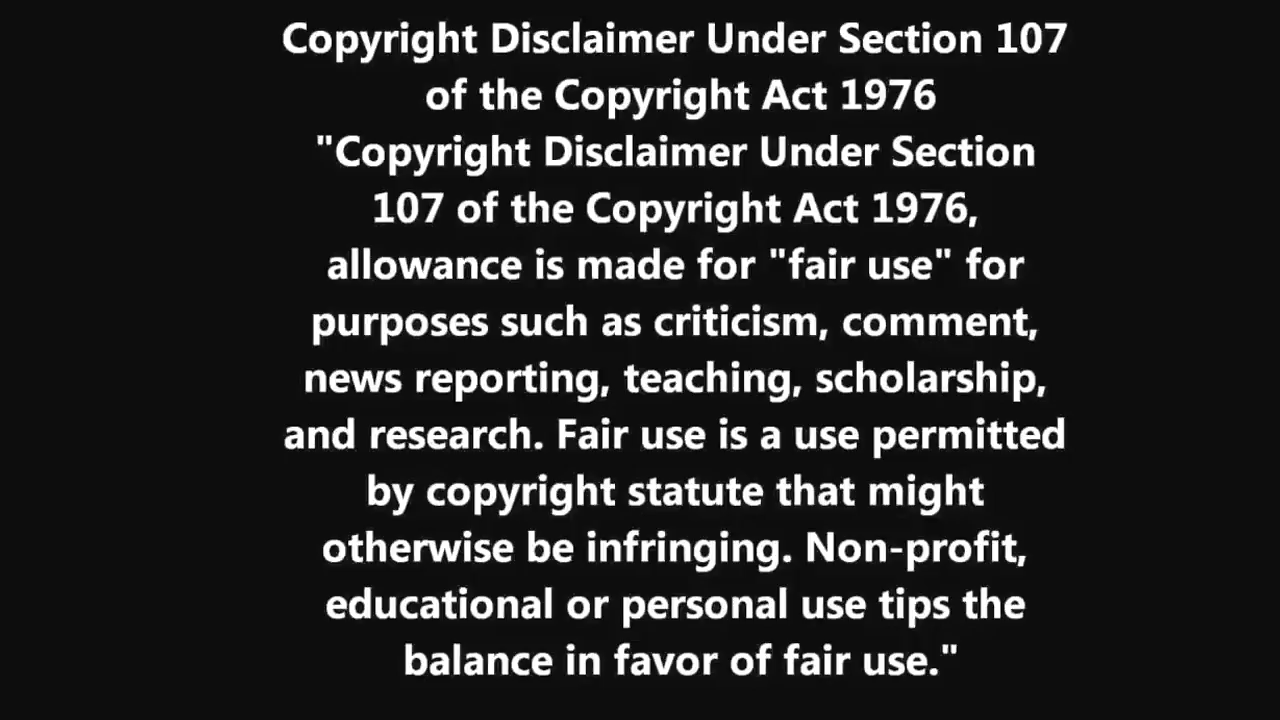 Copyright Disclaimer Under Section 107
of the Copyright Act 1976
"Copyright Disclaimer Under Section
107 of the Copyright Act 1976,
allowance is made for "fair use" for
purposes such as criticism, comment,
news reporting, teaching, scholarship,
and research. Fair use is a use permitted
by copyright statute that might
otherwise be infringing. Non-profit,
educational or personal use tips the
balance in favor of fair use."